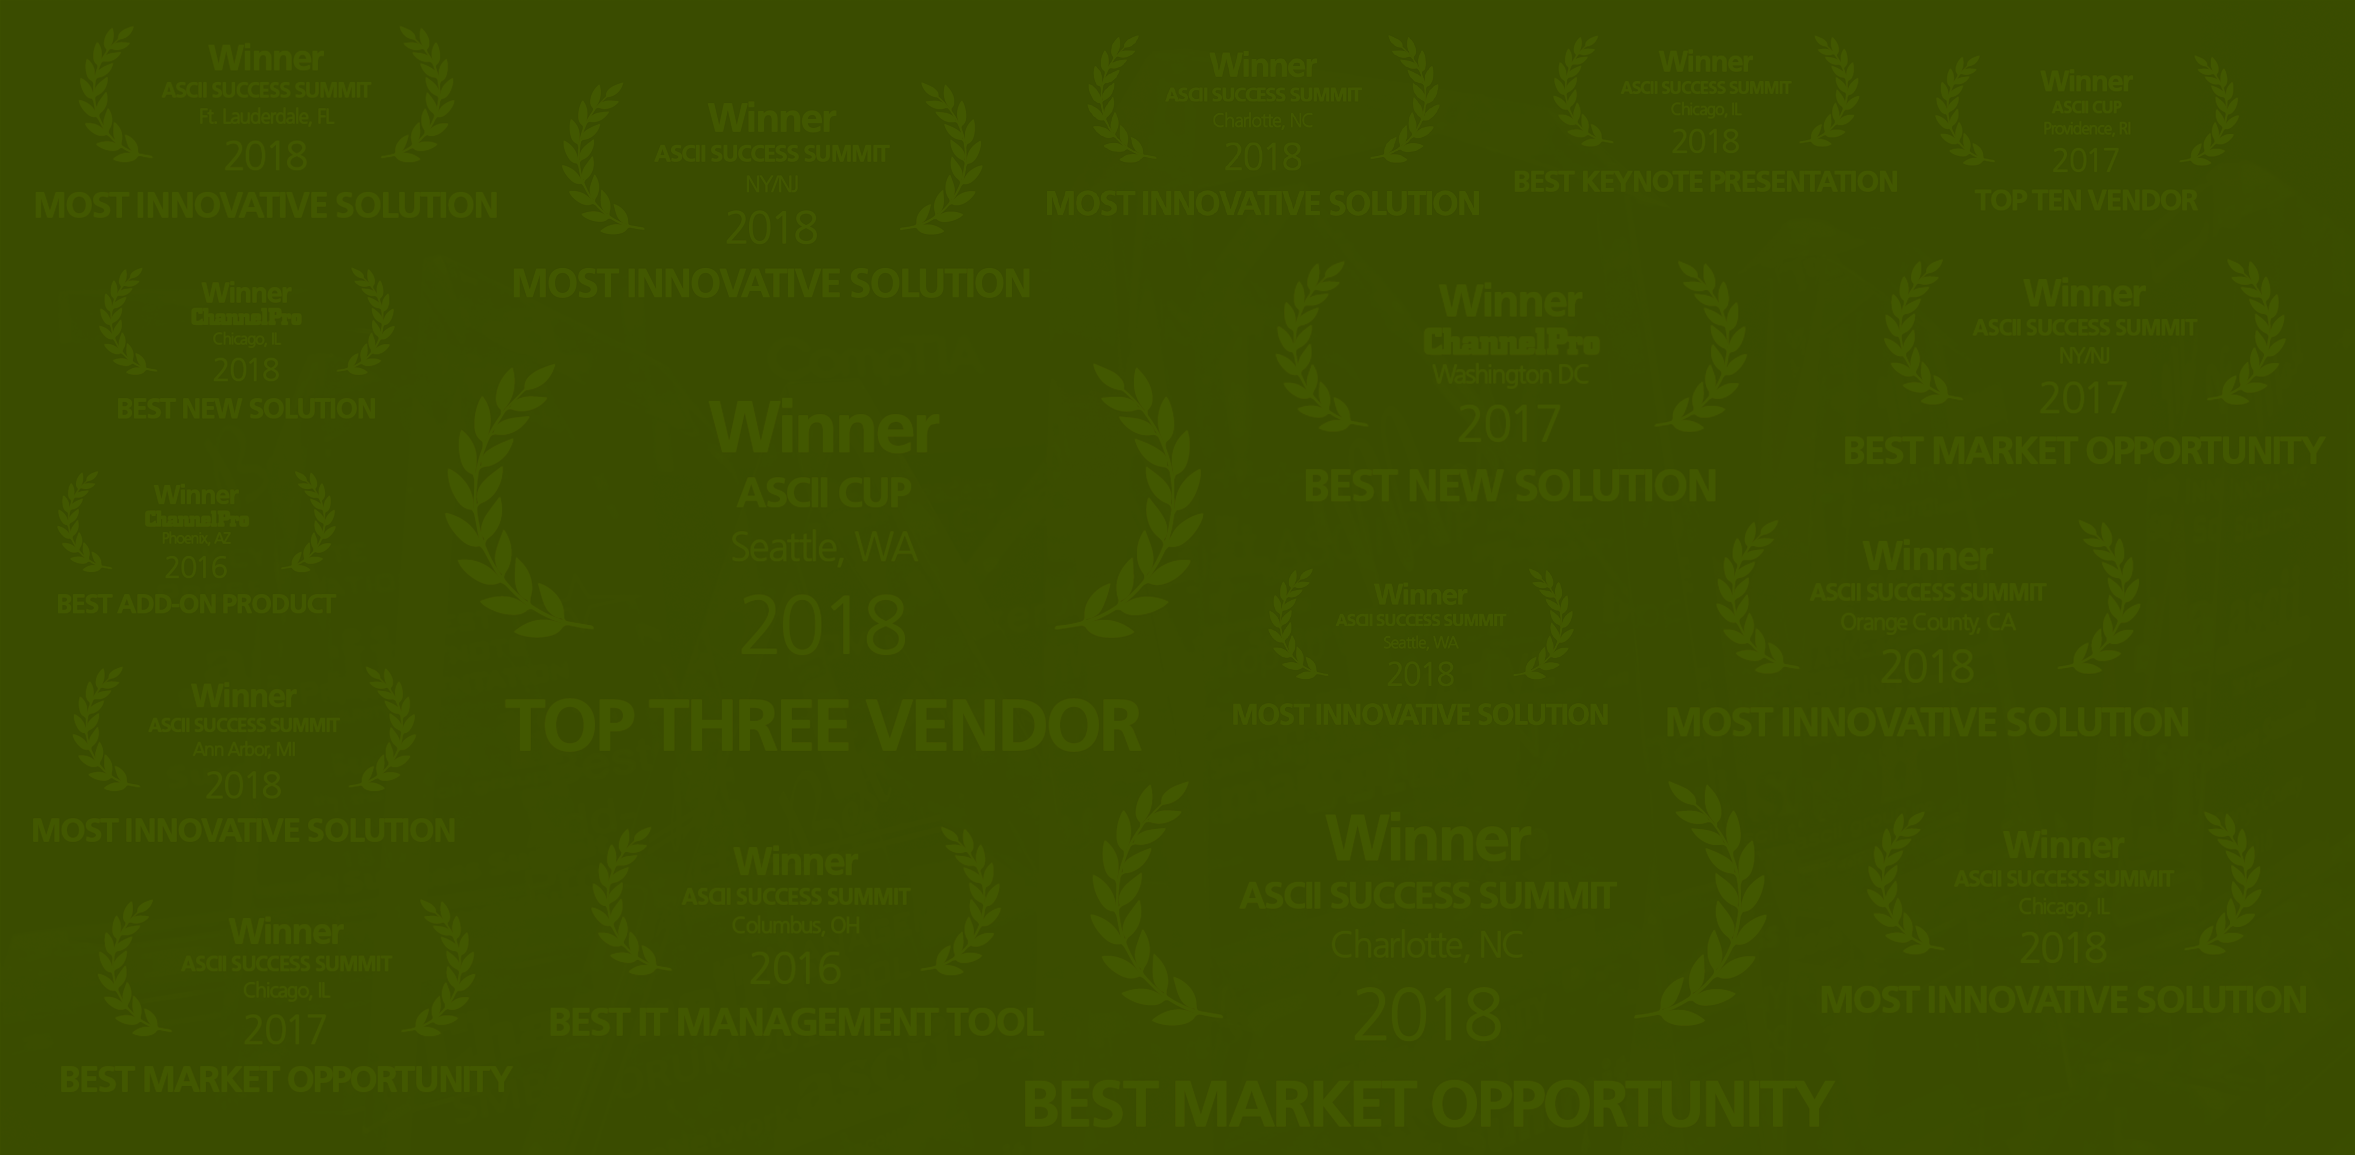 Winner
ASCII SUCCESS SUMMIT
Ft. Lauderdale, FL
2018
MOST INNOVATIVE SOLUTION
Winner
ASCII SUCCESS SUMMIT
NY/NJ
2018
MOST INNOVATIVE SOLUTION
Winner
ASCII SUCCESS SUMMIT
Charlotte, NC
2018
MOST INNOVATIVE SOLUTION
Winner
ASCII SUCCESS SUMMIT
Chicago, IL
2018
BEST KEYNOTE PRESENTATION
Winner
ASCII CUP
Providence, RI
2017
TOP TEN VENDOR
Winner
ChannelPro
Chicago, IL
2018
BEST NEW SOLUTION
Winner
ASCII CUP
Seattle, WA
2018
TOP THREE VENDOR
Winner
ChannelPro
Washington DC
2017
BEST NEW SOLUTION
Winner
ASCII SUCCESS SUMMIT
NY/NJ
2017
BEST MARKET OPPORTUNITY
Winner
ChannelPro
Phoenix, AZ
2016
BEST ADD-ON PRODUCT
Winner
ASCII SUCCESS SUMMIT
Seattle, WA
2018
MOST INNOVATIVE SOLUTION
Winner
ASCII SUCCESS SUMMIT
Orange County, CA
2018
MOST INNOVATIVE SOLUTION
Winner
ASCII SUCCESS SUMMIT
Ann Arbor, MI
2018
MOST INNOVATIVE SOLUTION
Winner
ASCII SUCCESS SUMMIT
Columbus, OH
2016
BEST IT MANAGEMENT TOOL
Winner
ASCII SUCCESS SUMMIT
Charlotte, NC
2018
BEST MARKET OPPORTUNITY
Winner
ASCII SUCCESS SUMMIT
Chicago, IL
2018
MOST INNOVATIVE SOLUTION
Winner
ASCII SUCCESS SUMMIT
Chicago, IL
2017
BEST MARKET OPPORTUNITY